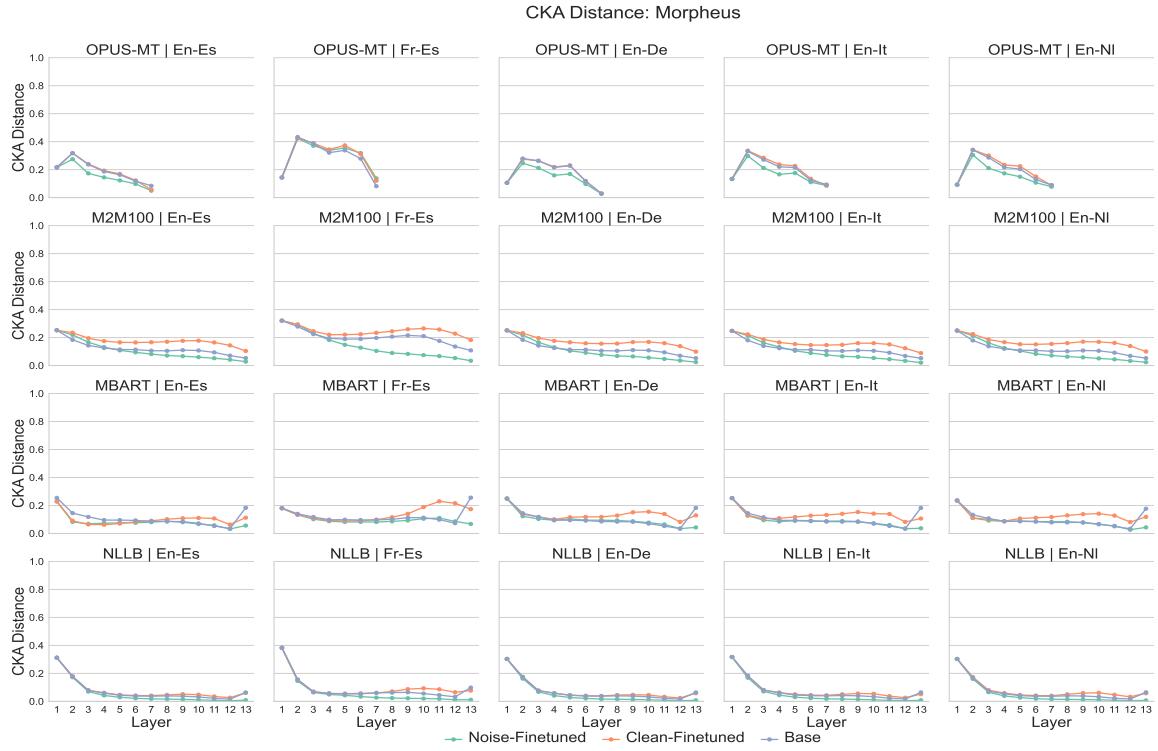 CKA Distance: Morpheus
OPUS-MT | En-Es
OPUS-MT | Fr-Es
OPUS-MT | En-De
OPUS-MT | En-It
OPUS-MT | En-Nl
CKA Distance
1.0
0.8
0.6
0.4
0.2
0.0
M2M100 | En-Es
M2M100 | Fr-Es
M2M100 | En-De
M2M100 | En-It
M2M100 | En-Nl
CKA Distance
1.0
0.8
0.6
0.4
0.2
0.0
MBART | En-Es
MBART | Fr-Es
MBART | En-De
MBART | En-It
MBART | En-Nl
CKA Distance
1.0
0.8
0.6
0.4
0.2
0.0
NLLB | En-Es
NLLB | Fr-Es
NLLB | En-De
NLLB | En-It
NLLB | En-Nl
CKA Distance
1.0
0.8
0.6
0.4
0.2
0.0
1 2 3 4 5 6 7 8 9 10 11 12 13
1 2 3 4 5 6 7 8 9 10 11 12 13
1 2 3 4 5 6 7 8 9 10 11 12 13
1 2 3 4 5 6 7 8 9 10 11 12 13
1 2 3 4 5 6 7 8 9 10 11 12 13
Layer
Layer
Layer
Layer
Layer
Noise-Finetuned Clean-Finetuned Base